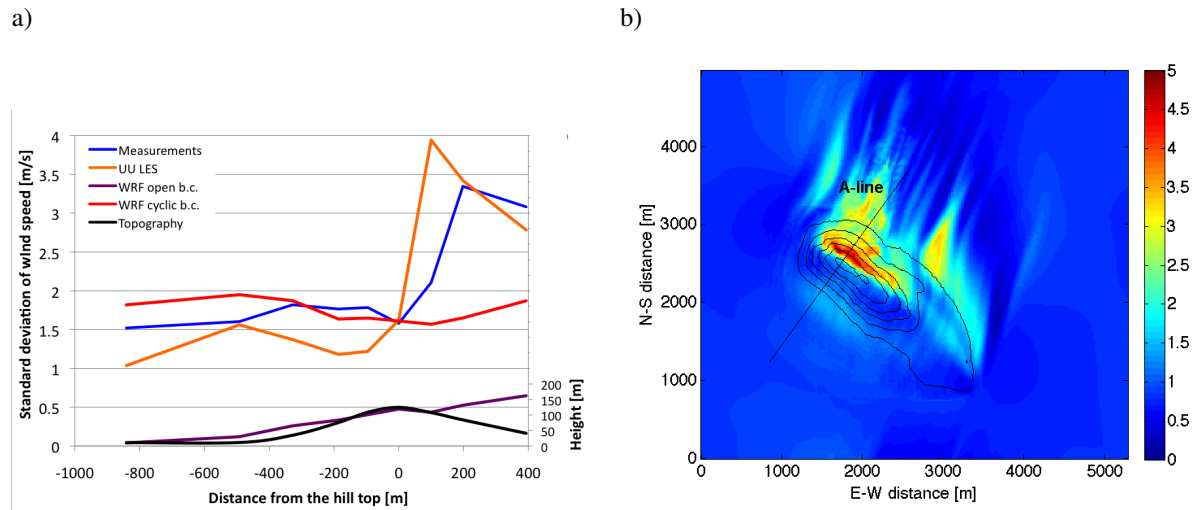 a)
b)
4
3.5
3
2.5
2
1.5
1
0.5
0
Standard deviation of wind speed [m/s]
Measurements
UU LES
WRF open b.c.
WRF cyclic b.c.
Topography
200
150
100
50
0
Height [m]
-1000 -800 -600 -400 -200 0 200 400
Distance from the hill top [m]
4000
3000
2000
1000
0
N-S distance [m]
A-line
0 1000 2000 3000 4000 5000
E-W distance [m]
5
4.5
4
3.5
3
2.5
2
1.5
1
0.5
0